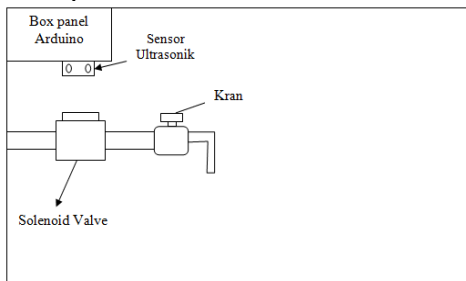 Box panel
Arduino
Sensor
Ultrasonik
Kran
Solenoid Valve